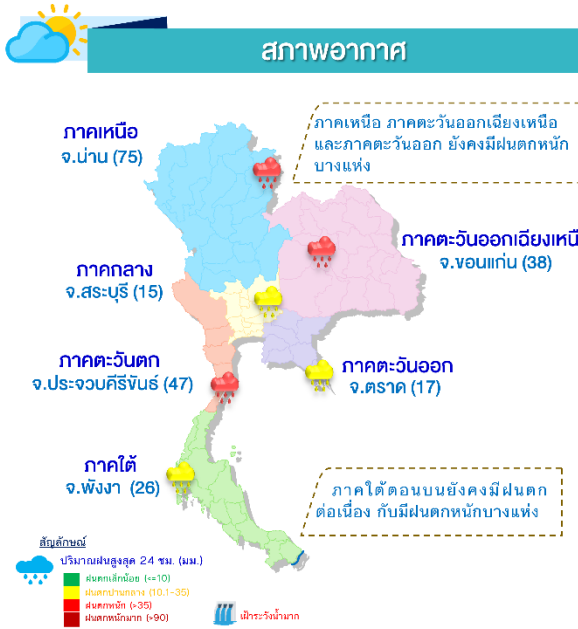 สภาพอากาศ
ภาคเหนือ
จ.น่าน (75)
ภาคเหนือ ภาคตะวันออกเฉียงเหนือ
และภาคตะวันออก ยังคงมีฝนตกหนัก
บางแห่ง
ภาคตะวันออกเฉียงเหนื
จ.ขอนแก่น (38)
ภาคกลาง
จ.สระบุรี (15)
ภาคตะวันตก
จ.ประจวบคีรีขันธ์ (47)
ภาคตะวันออก
จ.ตราด (17)
ภาคใต้
จ.พังงา (26)
ภาคใต้ตอนบนยังคงมีฝนตก
ต่อเนื่อง กับมีฝนตกหนักบางแห่ง
สัญลักษณ์
ปริมาณฝนสูงสุด 24 ชม. (มม.)
ฝนตกเล็กน้อย (<=10)
ฝนตกปานกลาง (10.1-35)
ฝนตกหนัก (>35)
ฝนตกหนักมาก (>90)
เฝ้าระวังน้ำมาก